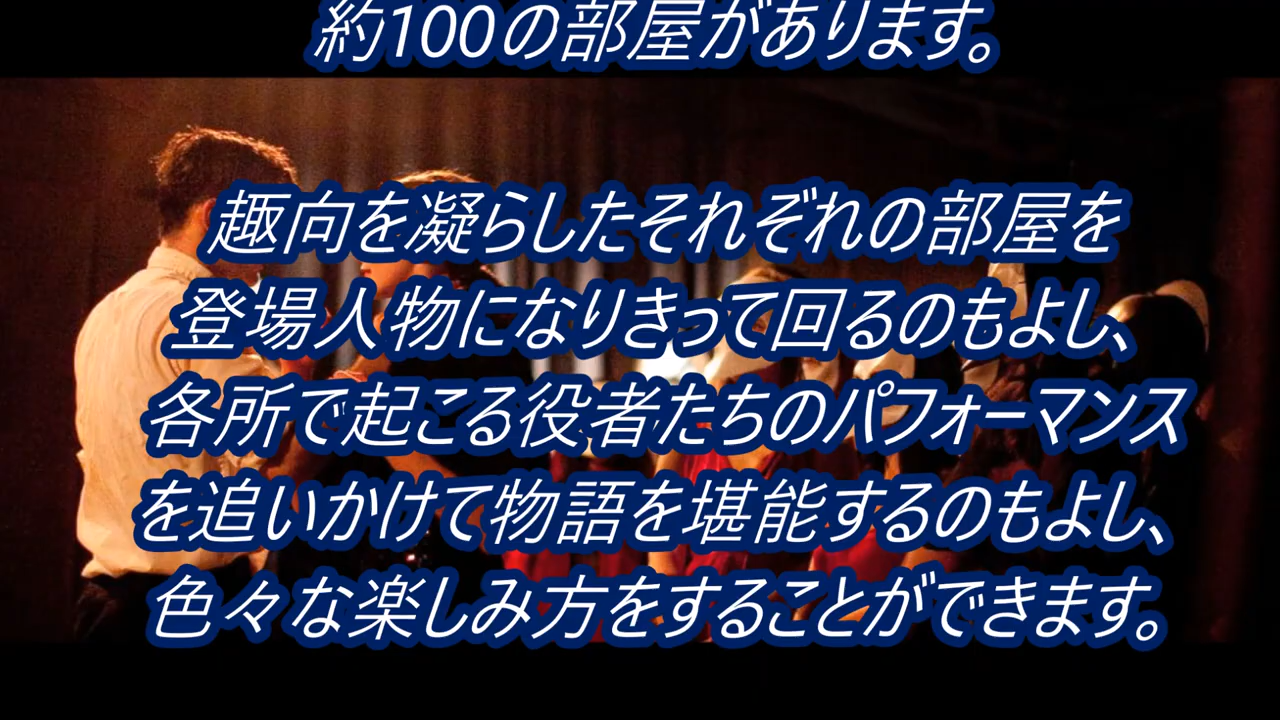 約100の部屋があります。
趣向を凝らしたそれぞれの部屋を
登場人物になりきって回るのもよし、
各所で起こる役者たちのパフォーマンス
を追いかけて物語を堪能するのもよし、
色々な楽しみ方をすることができます。